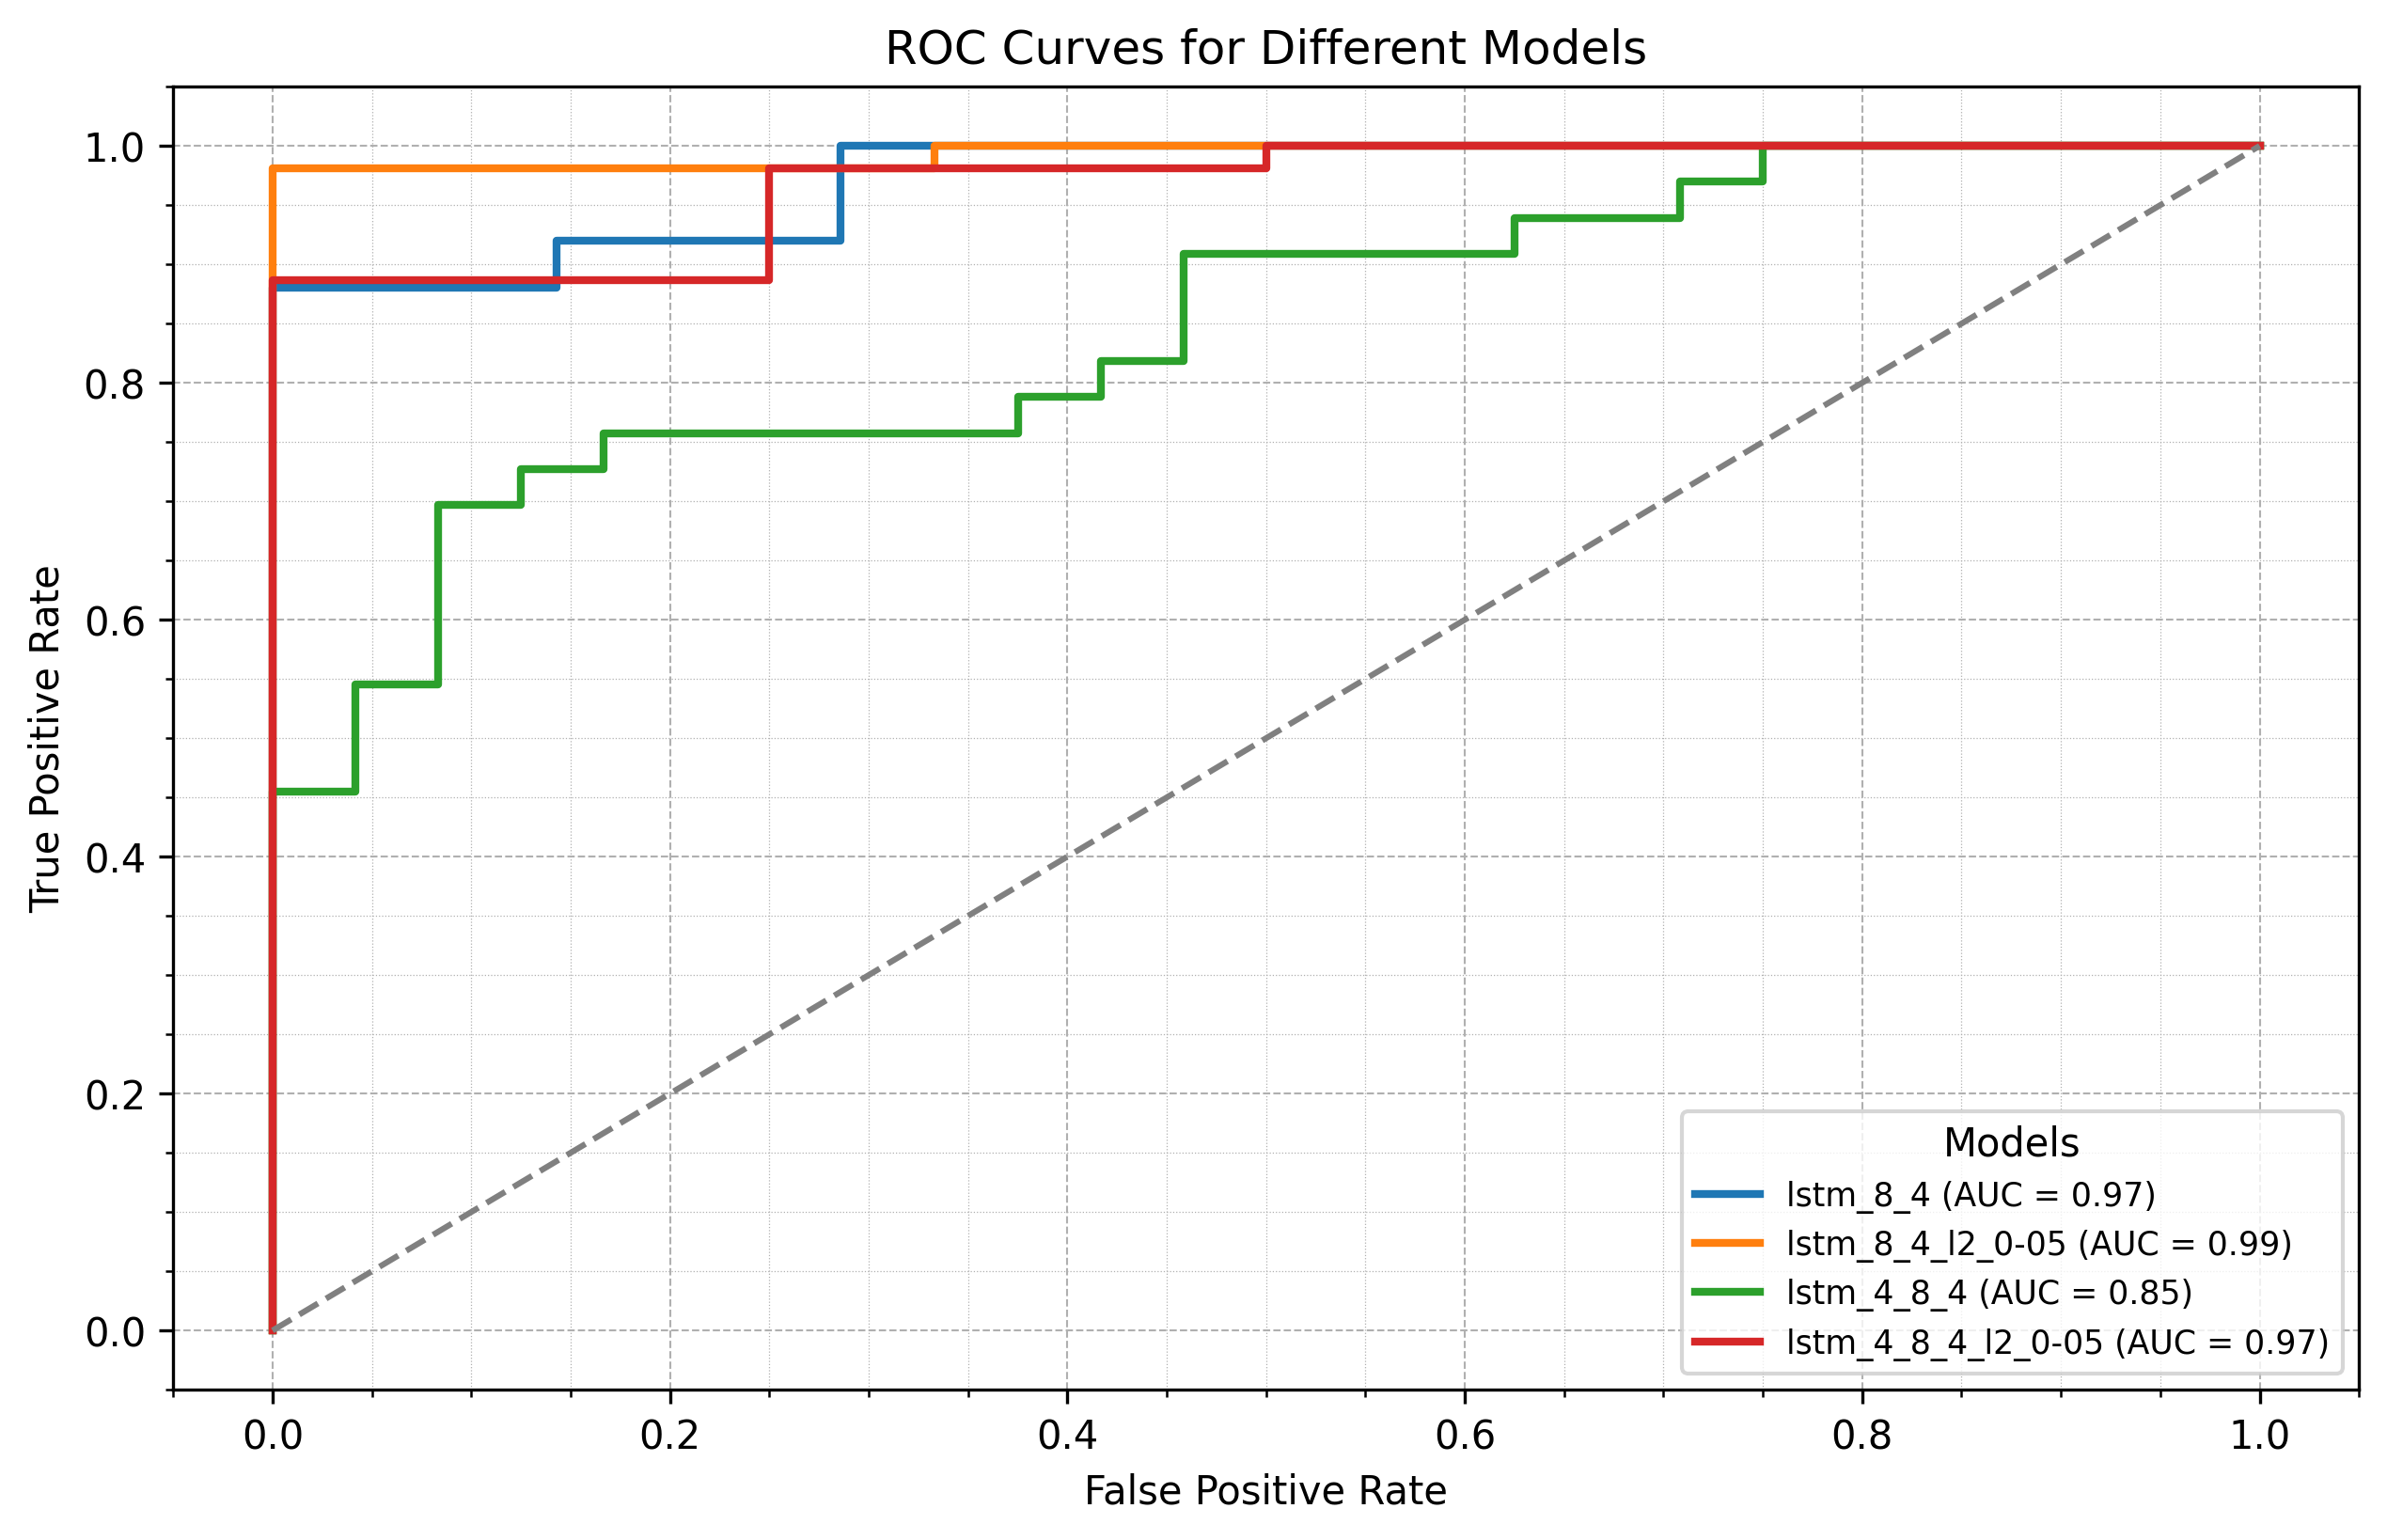 ROC Curves for Different Models
True Positive Rate
1.0
0.8
0.6
0.4
0.2
0.0
0.0 0.2 0.4 0.6 0.8 1.0
False Positive Rate
Models
lstm_8_4 (AUC = 0.97)
lstm_8_4_l2_0-05 (AUC = 0.99)
lstm_4_8_4 (AUC = 0.85)
lstm_4_8_4_l2_0-05 (AUC = 0.97)